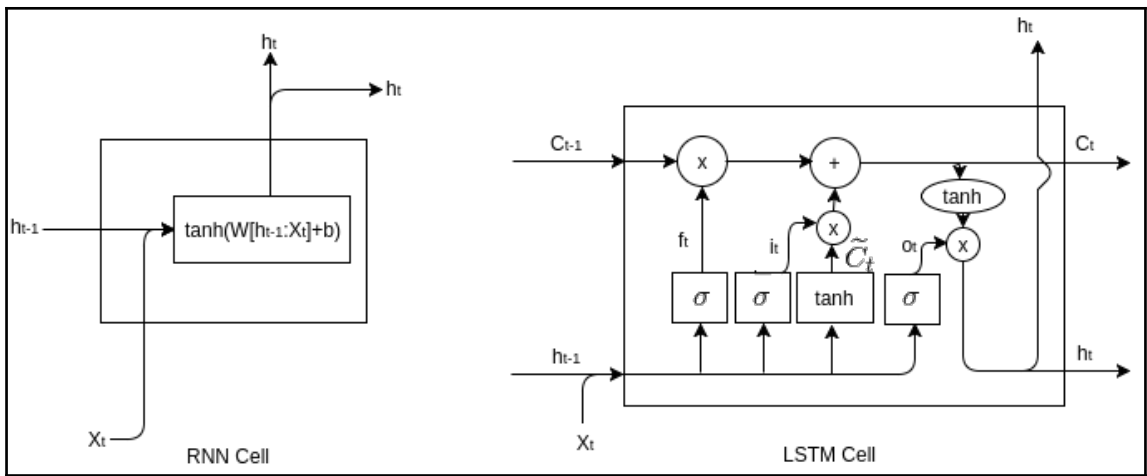 ht
ht
ht-1
tanh(W[ht-1:Xt]+b)
Xt
RNN Cell
ht
Ct-1
x
+
Ct
tanh
ft
it
x
C̃t
ot
x
σ
σ
tanh
σ
ht-1
ht
Xt
LSTM Cell